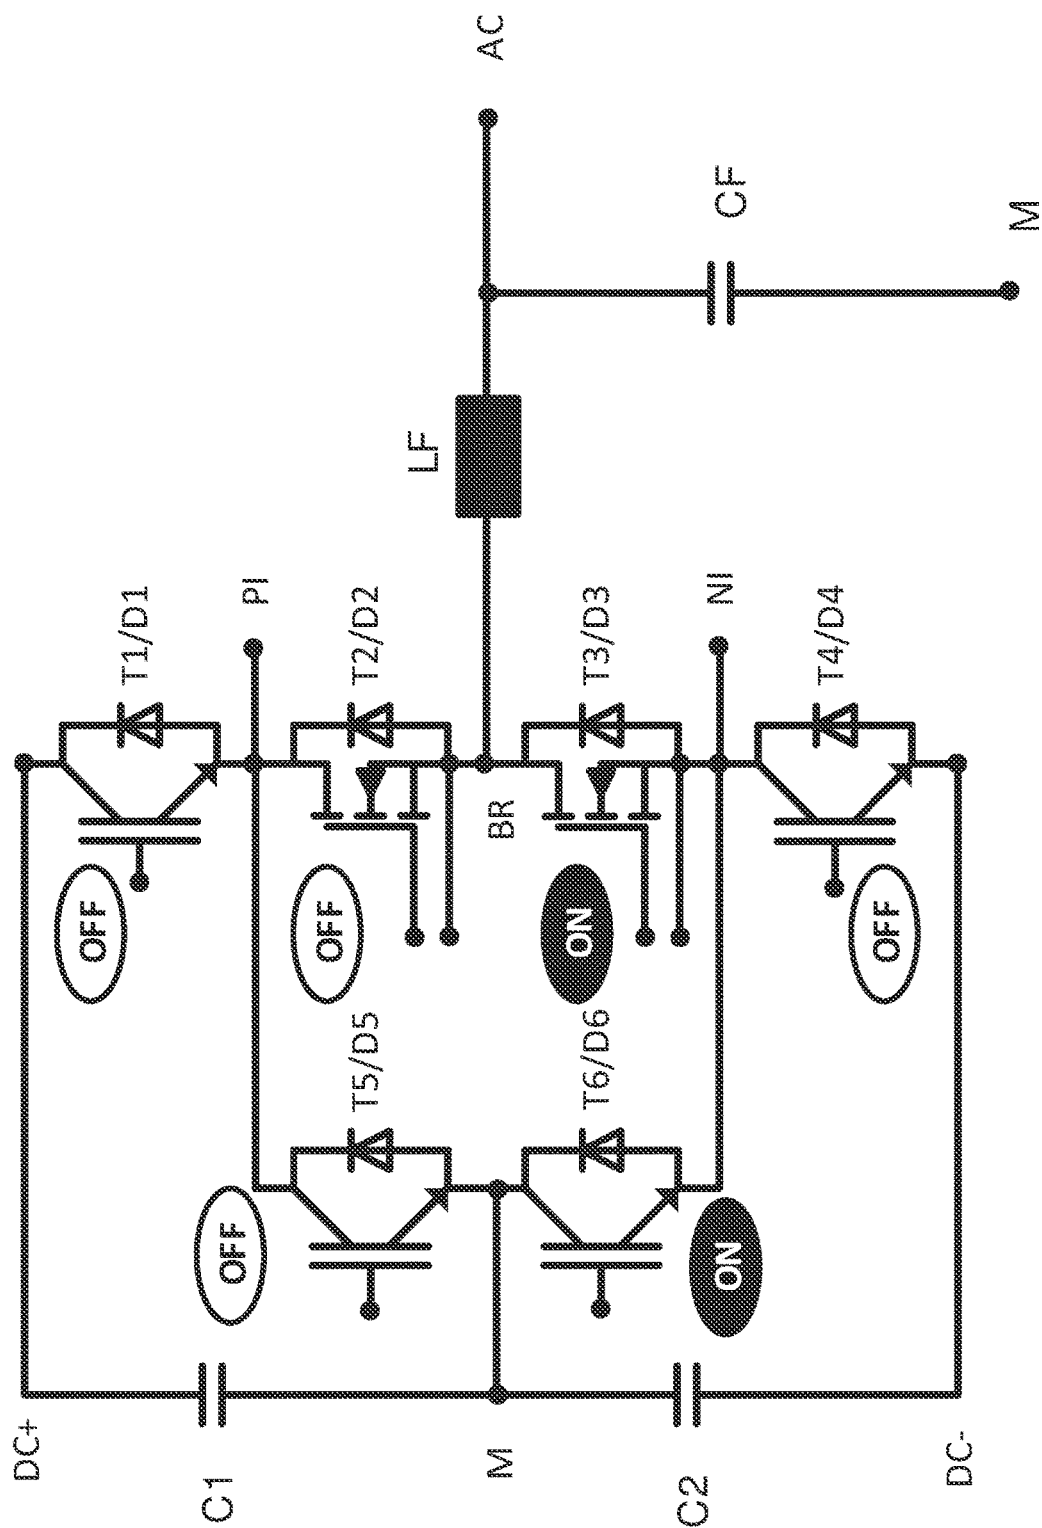 DC+
C1
M
C2
DC-
OFF
T5/D5
T6/D6
ON
OFF
T1/D1
PI
OFF
T2/D2
BR
ON
T3/D3
NI
OFF
T4/D4
LF
AC
CF
M